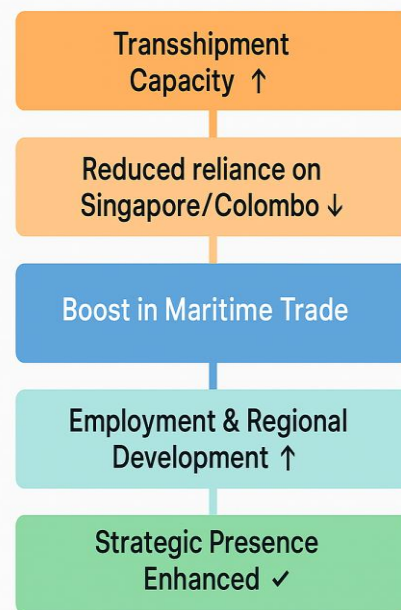 Transshipment
Capacity ↑
Reduced reliance on
Singapore/Colombo ↓
Boost in Maritime Trade
Employment & Regional
Development ↑
Strategic Presence
Enhanced ✓